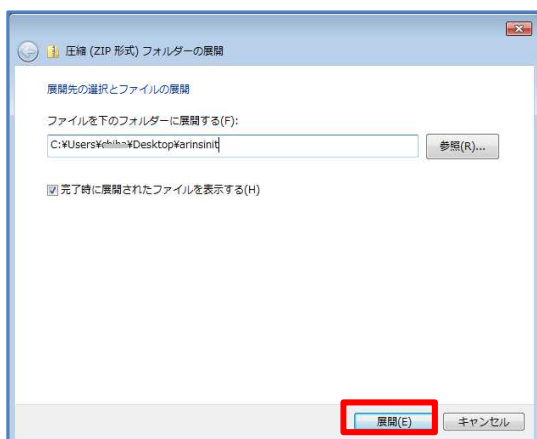 圧縮 (ZIP 形式) フォルダーの展開
展開先の選択とファイルの展開
ファイルを下のフォルダーに展開する(F):
C:¥Users¥ ¥Desktop¥arinsinit
参照(R)...
完了時に展開されたファイルを表示する(H)
展開(E)
キャンセル